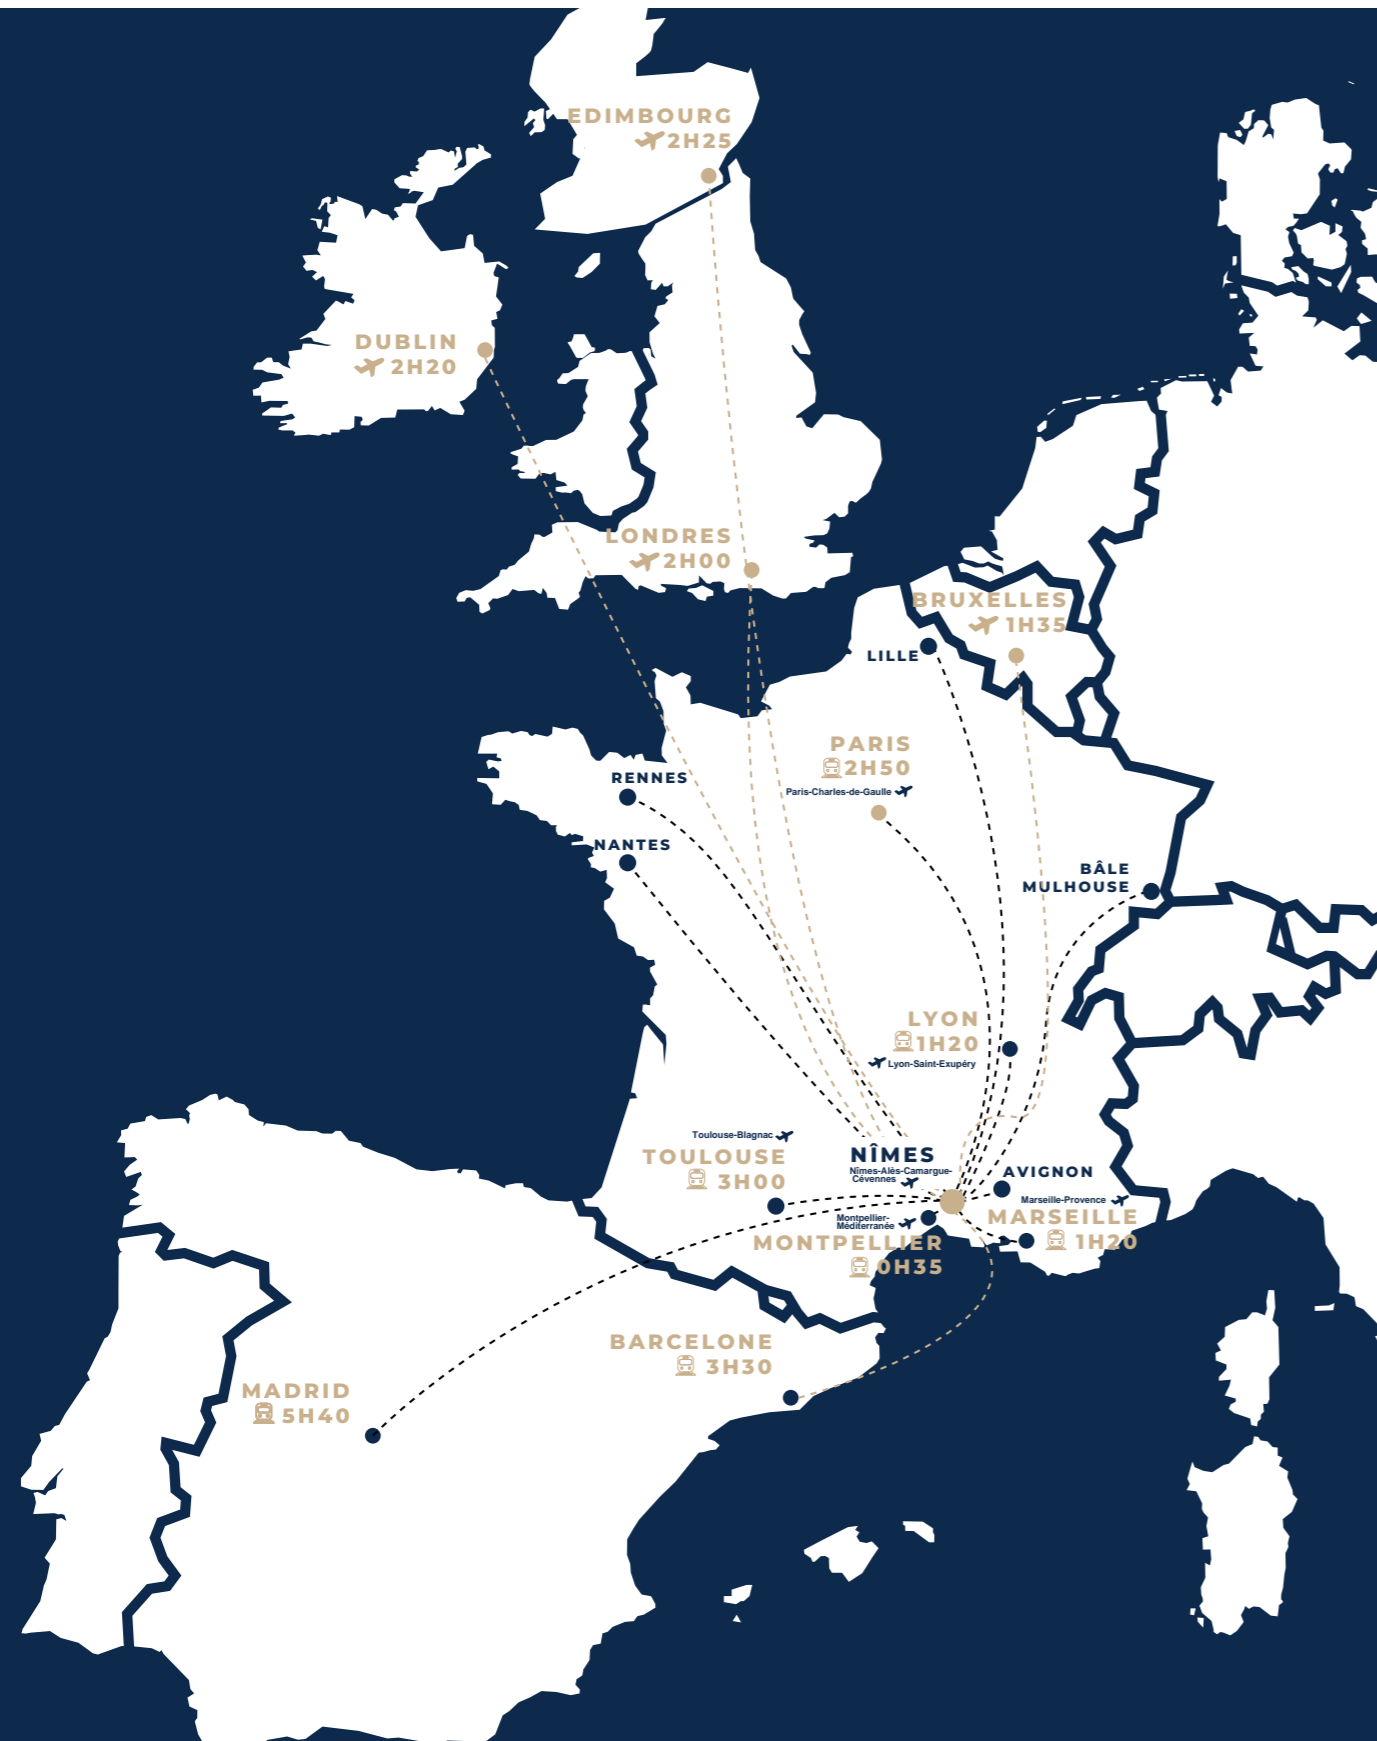 EDIMBOURG
2H25
DUBLIN
2H20
LONDRES
2H00
BRUXELLES
1H35
LILLE
PARIS
2H50
Paris-Charles-de-Gaulle
RENNES
NANTES
BÂLE
MULHOUSE
LYON
1H20
Lyon-Saint-Exupéry
Toulouse-Blagnac
TOULOUSE
3H00
NÎMES
Nîmes-Alès-Camargue-
Cévennes
AVIGNON
Marseille-Provence
MARSEILLE
1H20
Montpellier-
Méditerranée
MONTPELLIER
0H35
BARCELONE
3H30
MADRID
5H40